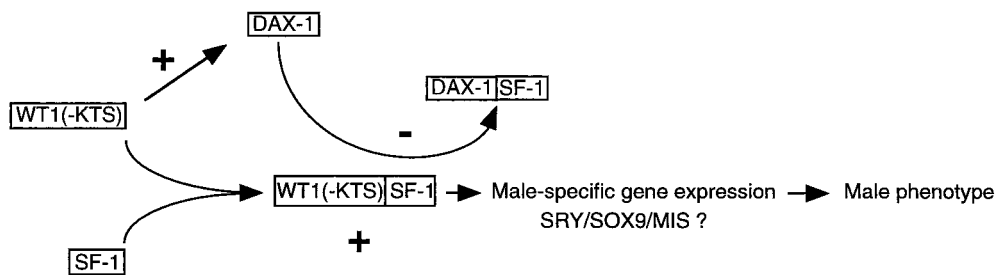 DAX-1
+
DAX-1 SF-1
WT1(-KTS)
-
WT1(-KTS) SF-1 Male-specific gene expression Male phenotype
SRY/SOX9/MIS ?
+
SF-1